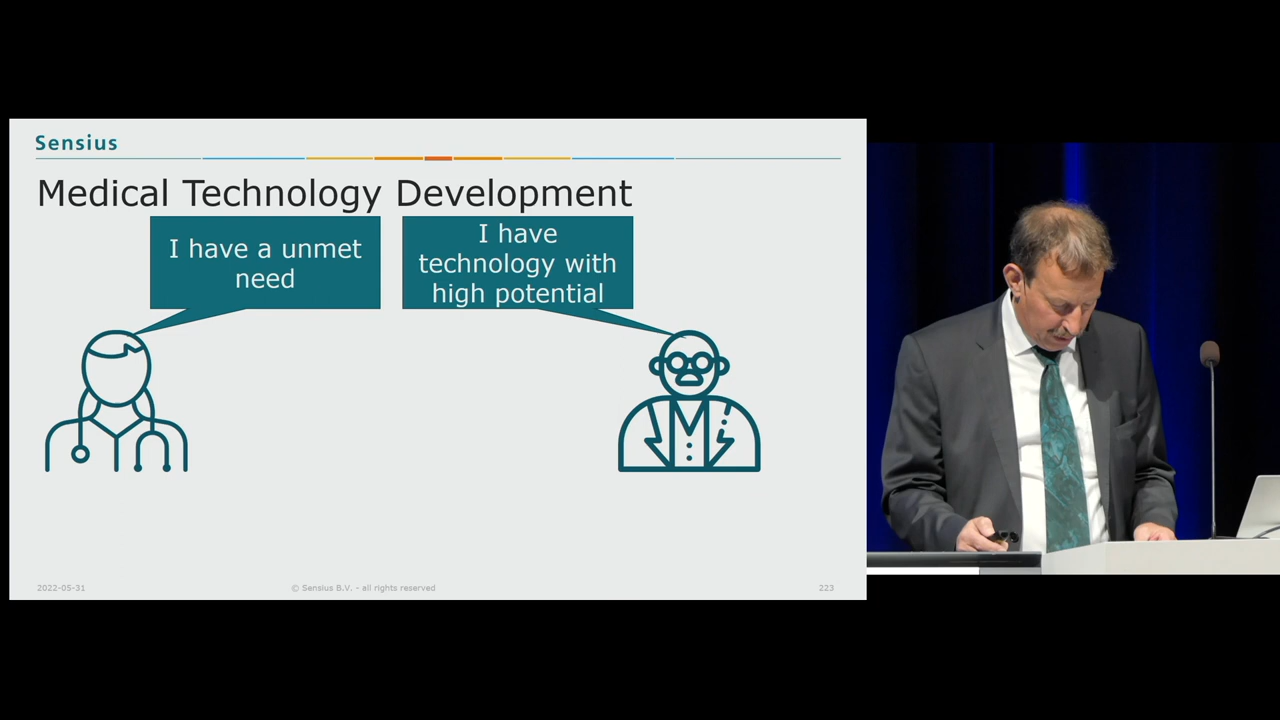 Sensius
Medical Technology Development
I have a unmet
need
I have
technology with
high potential
2022-05-31
© Sensius B.V. - all rights reserved
223